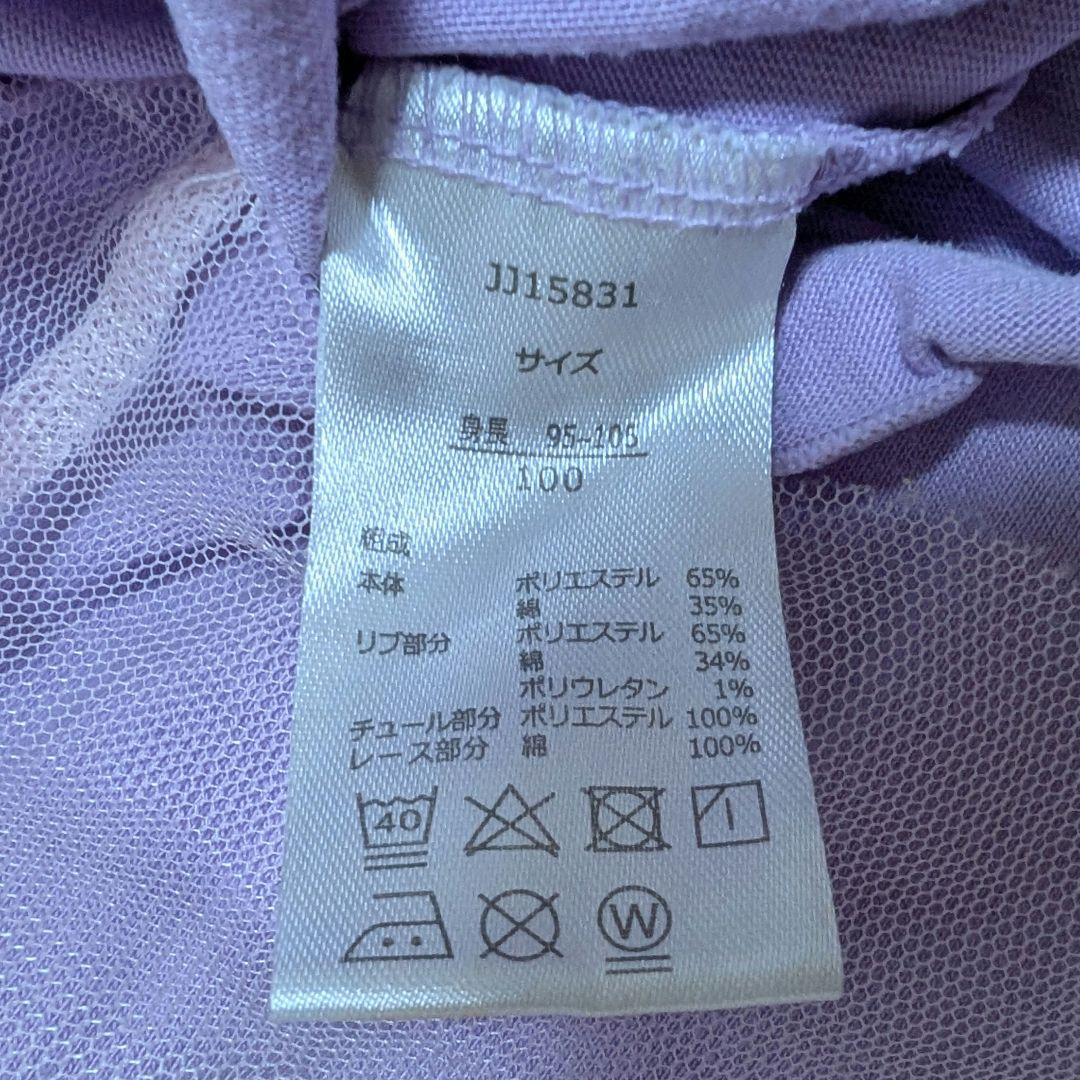 JJ15831
サイズ
身長 95~105
100
組成
本体 ポリエステル 65%
綿 35%
リブ部分 ポリエステル 65%
綿 34%
ポリウレタン 1%
チュール部分 ポリエステル 100%
レース部分 綿 100%
40
W